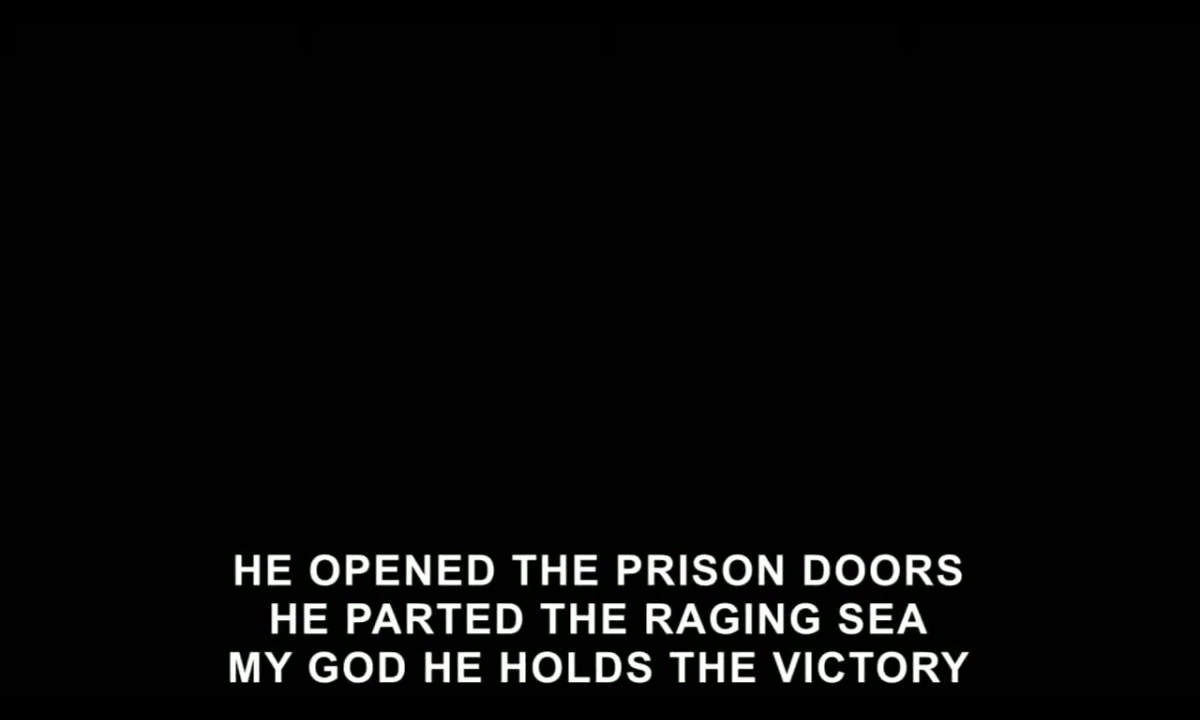 HE OPENED THE PRISON DOORS
HE PARTED THE RAGING SEA
MY GOD HE HOLDS THE VICTORY